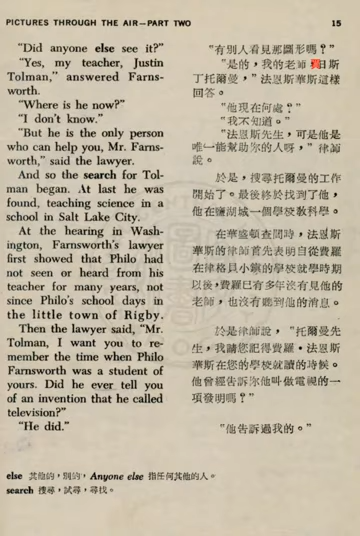 PICTURES THROUGH THE AIR—PART TWO 15
"Did anyone else see it?"
"Yes, my teacher, Justin
Tolman," answered Farns-
worth.
"Where is he now?"
"I don't know."
"But he is the only person
who can help you, Mr. Farns-
worth," said the lawyer.
And so the search for Tol-
man began. At last he was
found, teaching science in a
school in Salt Lake City.
At the hearing in Wash-
ington, Farnsworth's lawyer
first showed that Philo had
not seen or heard from his
teacher for many years, not
since Philo's school days in
the little town of Rigby.
Then the lawyer said, "Mr.
Tolman, I want you to re-
member the time when Philo
Farnsworth was a student of
yours. Did he ever tell you
of an invention that he called
television?"
"He did."
"有別人看見那圖形嗎?"
"是的,我的老師 日斯
丁托爾曼,"法恩斯華斯這樣
回答。
"他現在何處?"
"我不知道。"
"法恩斯先生,可是他是
唯一能幫助你的人呀,"律師
說。
於是,搜尋托爾曼的工作
開始了。最後終於找到了他,
他在鹽湖城一個學校敎科學。
在華盛頓查問時,法恩斯
華斯的律師首先表明自從費羅
在律格貝小鎮的學校就學時期
以後,費羅已有多年沒有見他的
老師,也沒有聽到他的消息。
於是律師說,"托爾曼先
生,我請您記得費羅·法恩斯
華斯在您的學校就讀的時候。
他曾經告訴你他叫做電視的一
項發明嗎?"
"他告訴過我的。"
else 其他的,別的, Anyone else 指任何其他的人。
search 搜尋,試尋,尋找。